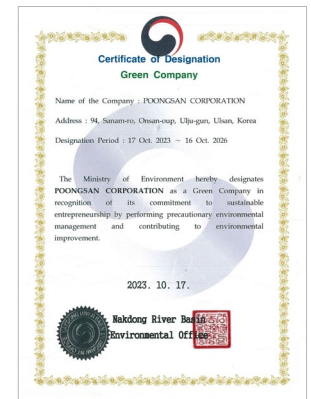 Certificate of Designation
Green Company
Name of the Company : POONGSAN CORPORATION
Address : 94, Sanam-ro, Onsan-oup, Ulju-gun, Ulsan, Korea
Designation Period : 17 Oct. 2023 ~ 16 Oct. 2026
The Ministry of Environment hereby designates
POONGSAN CORPORATION as a Green Company in
recognition of its commitment to sustainable
entrepreneurship by performing precautionary environmental
management and contributing to environmental
improvement.
2023. 10. 17.
Nakdong River Basin
Environmental Office